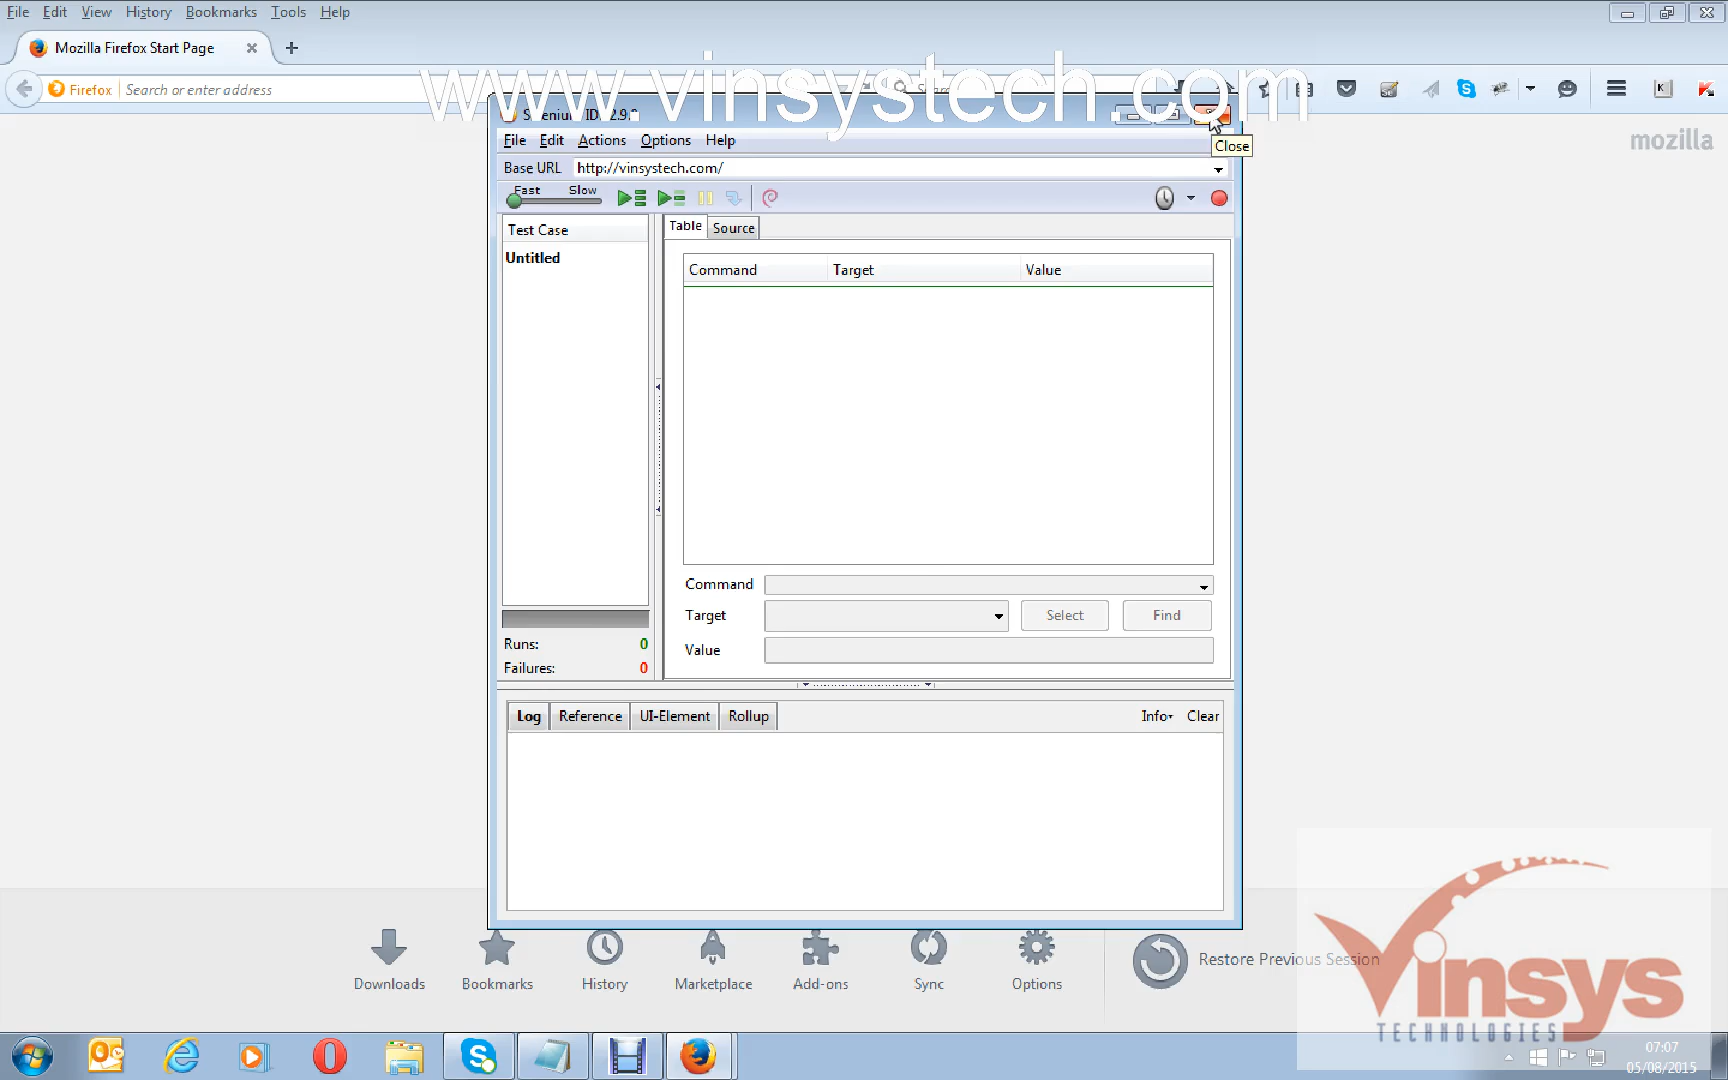 File Edit View History Bookmarks Tools Help
Mozilla Firefox Start Page
www.vinsystech.com
Firefox Search or enter address
mozilla
File Edit Actions Options Help
Close
Base URL http://vinsystech.com/
Fast Slow
Test Case
Table Source
Untitled
Command Target Value
Command
Target Select Find
Value
Runs: 0
Failures: 0
Log Reference UI-Element Rollup Info Clear
Downloads Bookmarks History Marketplace Add-ons Sync Options
Restore Previous Session
Vinsys
TECHNOLOGIES
07:07
05/08/2015